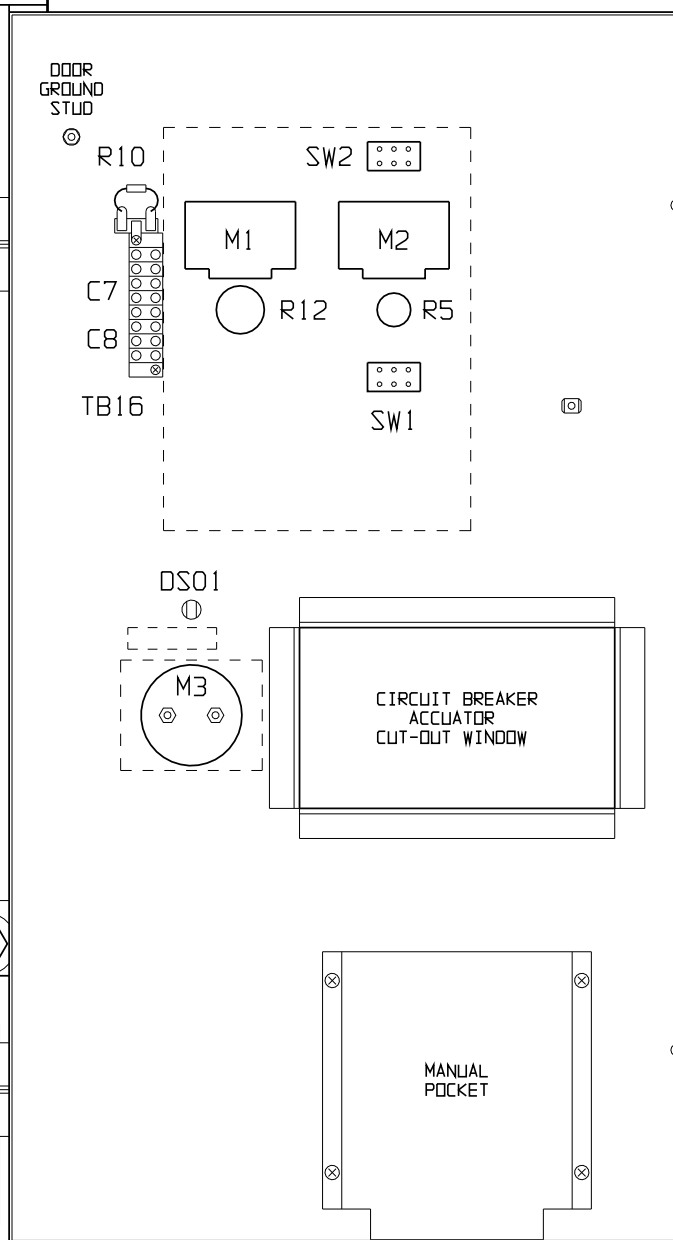 DOOR
GROUND
STUD
R10
SW2
M1
M2
C7
R12
R5
C8
TB16
SW1
DS01
M3
CIRCUIT BREAKER
ACCUATOR
CUT-OUT WINDOW
MANUAL
POCKET